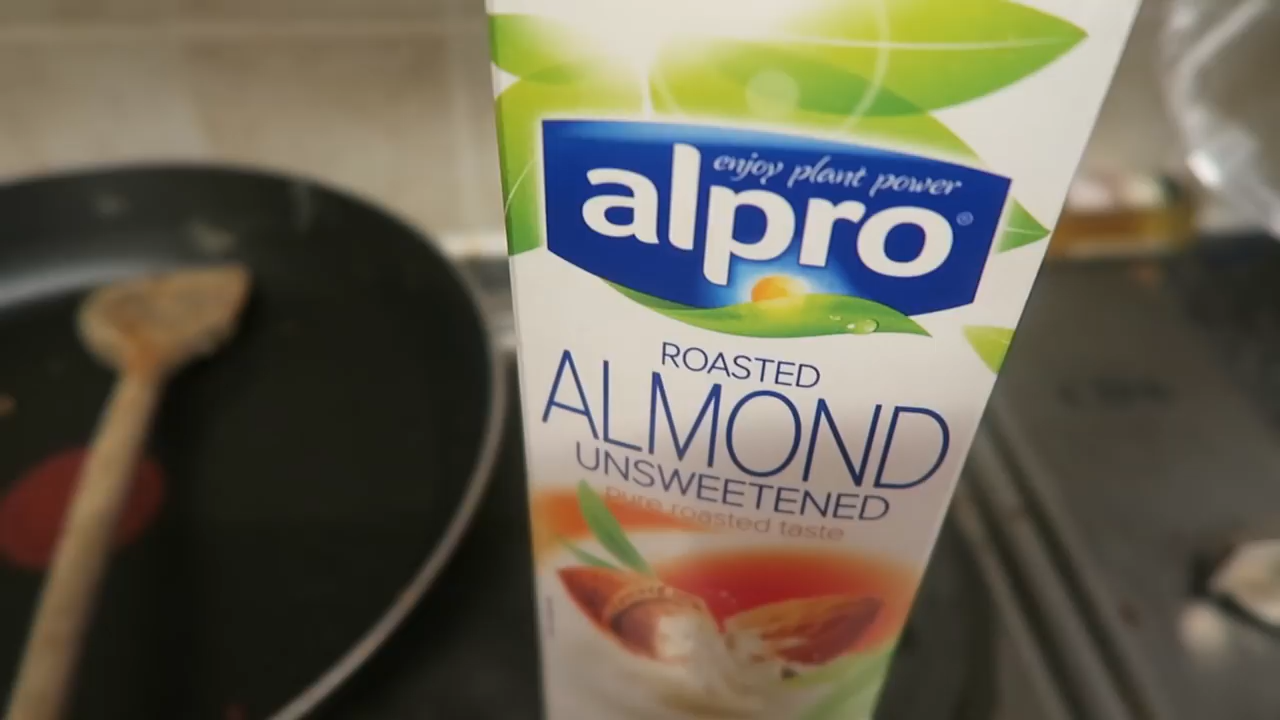 enjoy plant power
alpro®
ROASTED
ALMOND
UNSWEETENED
pure roasted taste